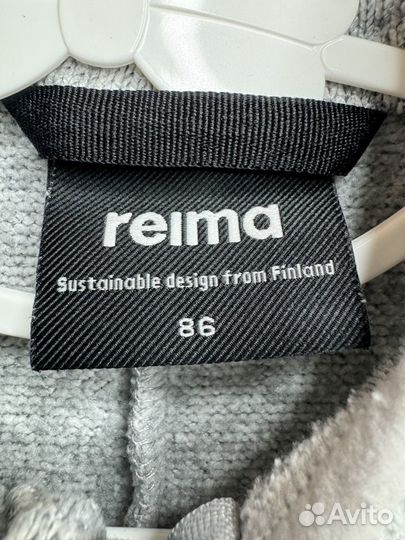 reima
Sustainable design from Finland
86
Avito